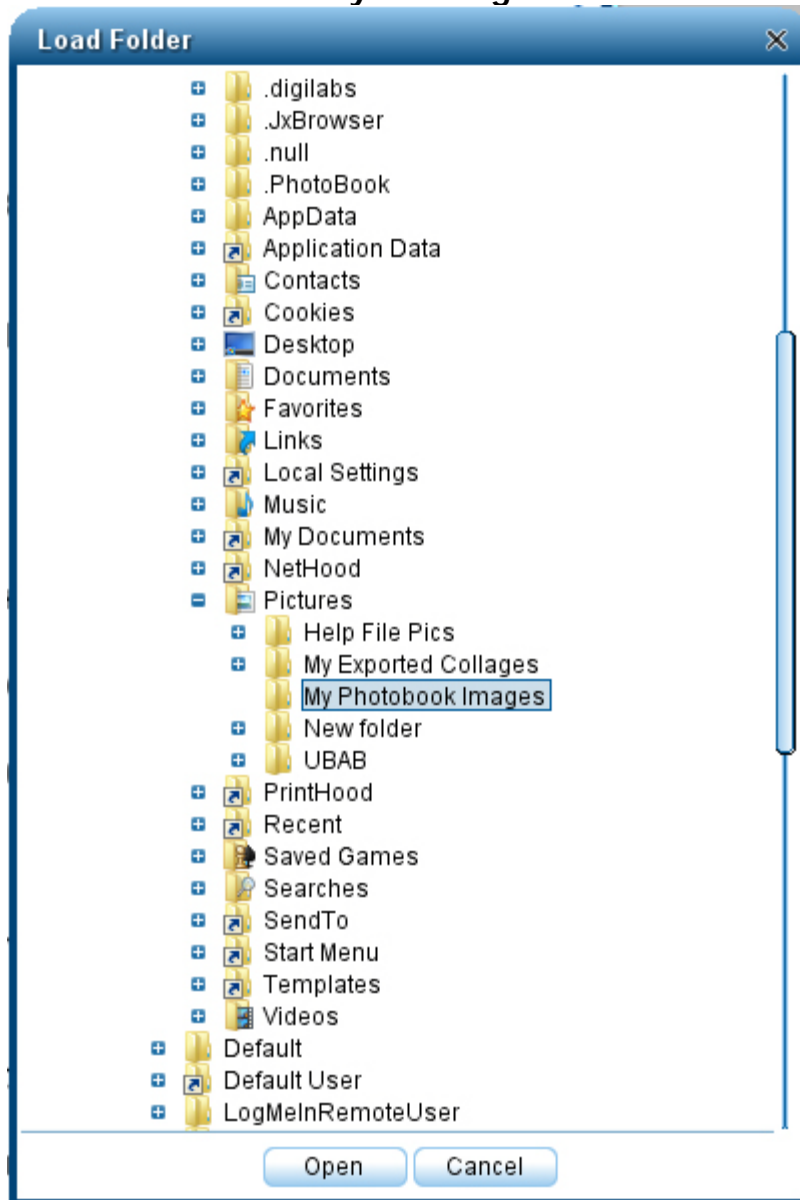 Load Folder
.digilabs
.JxBrowser
.null
.PhotoBook
AppData
Application Data
Contacts
Cookies
Desktop
Documents
Favorites
Links
Local Settings
Music
My Documents
NetHood
Pictures
Help File Pics
My Exported Collages
My Photobook Images
New folder
UBAB
PrintHood
Recent
Saved Games
Searches
SendTo
Start Menu
Templates
Videos
Default
Default User
LogMeInRemoteUser
Open Cancel